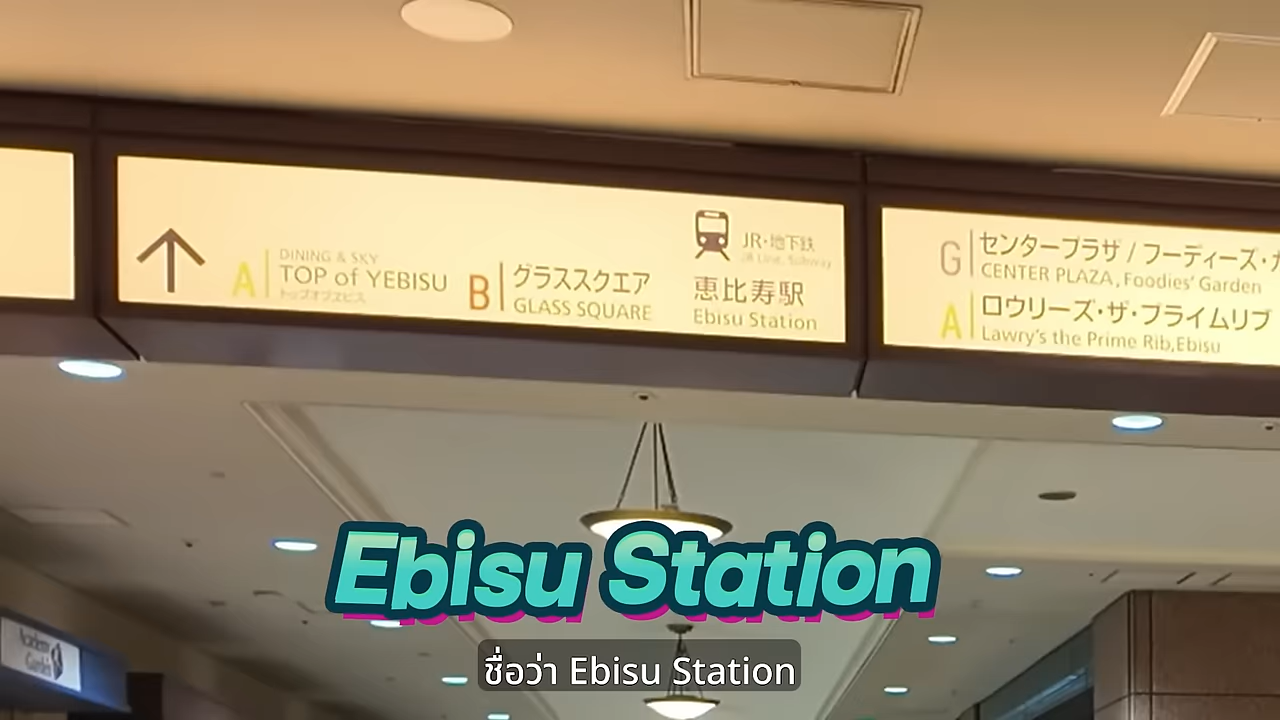 DINING & SKY
A TOP of YEBISU
トップオブエビス
B グラススクエア
GLASS SQUARE
JR・地下鉄
JR Line, Subway
恵比寿駅
Ebisu Station
G センタープラザ / フーディーズ・ガ
CENTER PLAZA, Foodies' Garden
A ロウリーズ・ザ・プライムリブ
Lawry's the Prime Rib,Ebisu
Ebisu Station
Academy
Garden
ชื่อว่า Ebisu Station